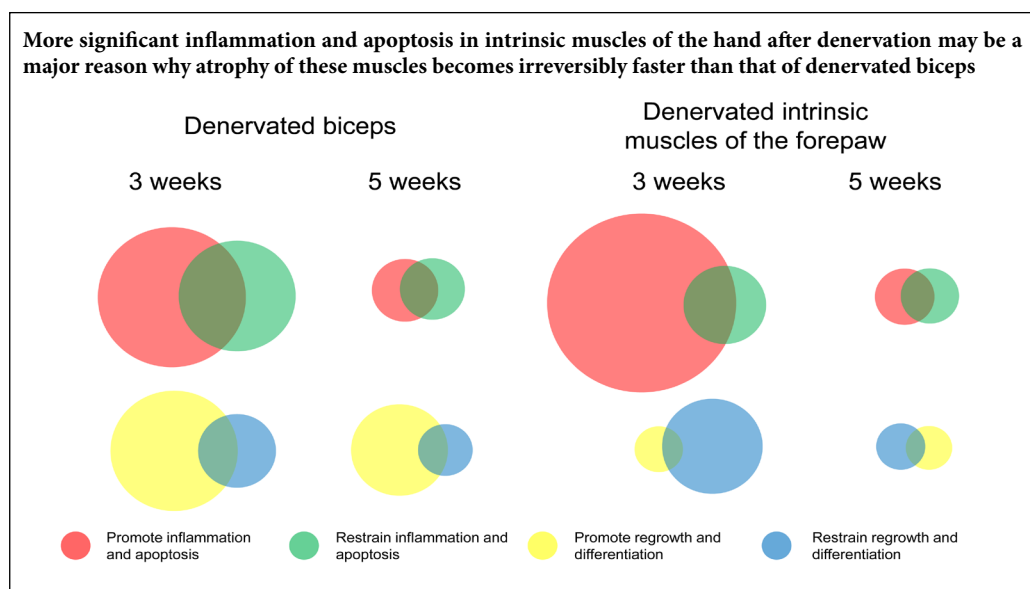 More significant inflammation and apoptosis in intrinsic muscles of the hand after denervation may be a
major reason why atrophy of these muscles becomes irreversibly faster than that of denervated biceps
Denervated biceps
Denervated intrinsic
muscles of the forepaw
3 weeks
5 weeks
3 weeks
5 weeks
Promote inflammation
and apoptosis
Restrain inflammation and
apoptosis
Promote regrowth and
differentiation
Restrain regrowth and
differentiation